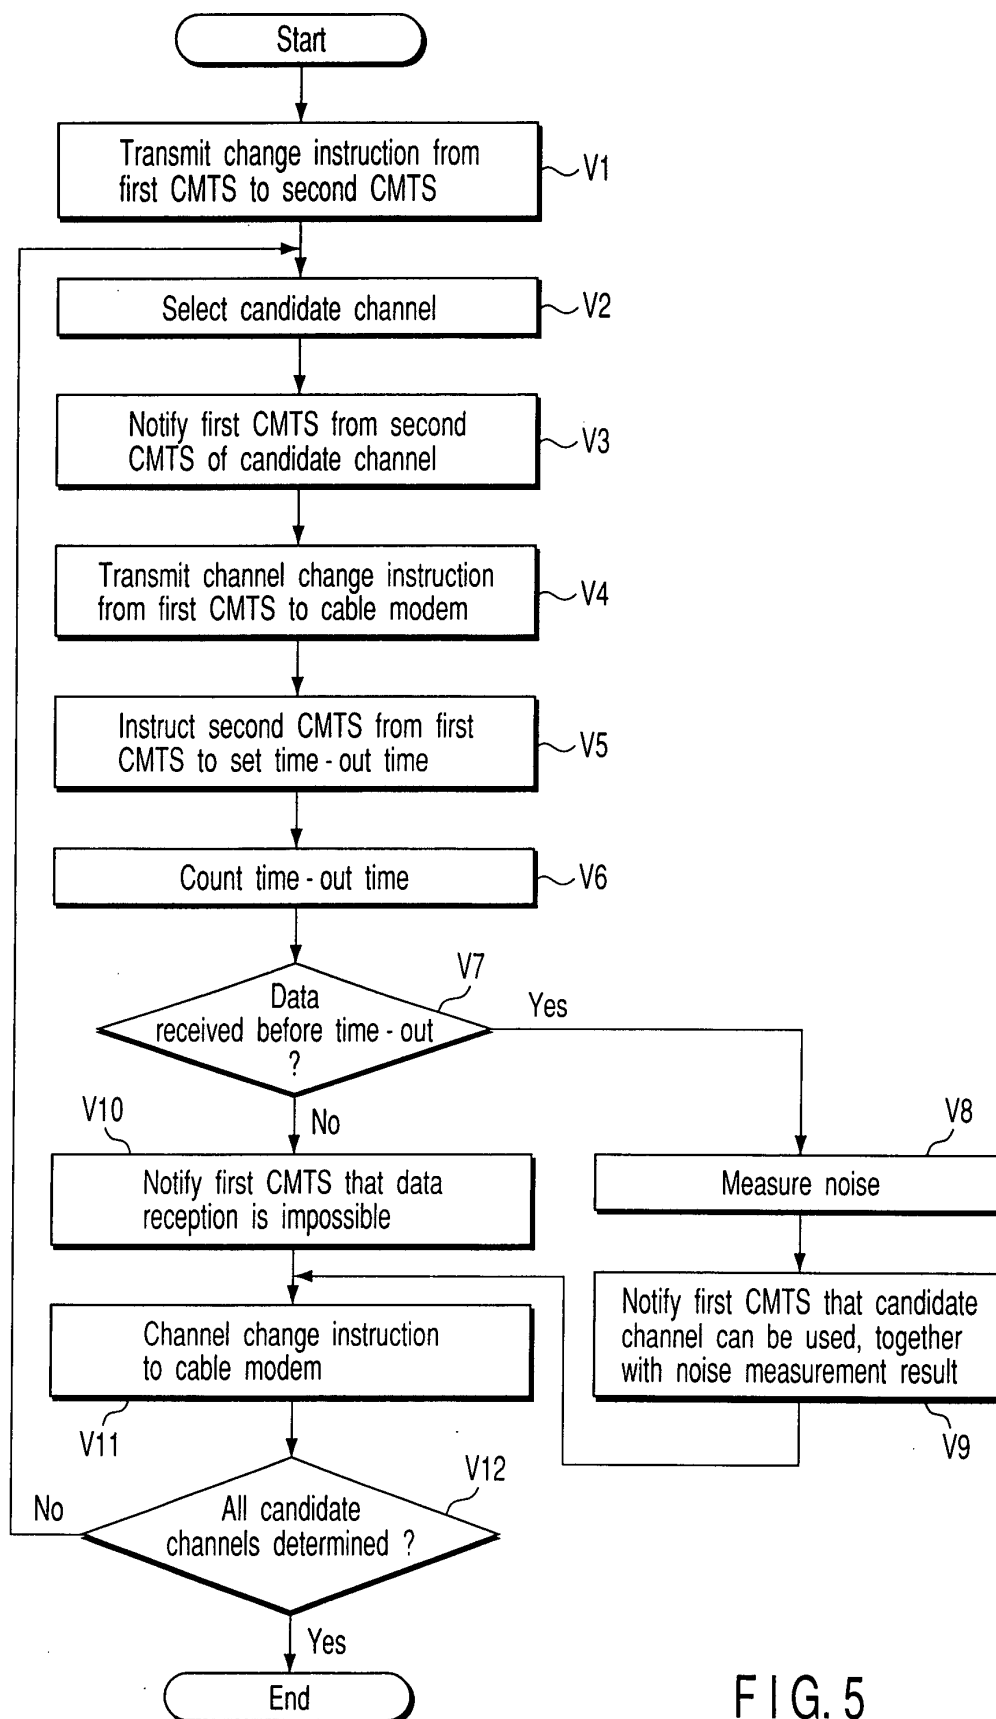 Start
Transmit change instruction from
first CMTS to second CMTS
V1
Select candidate channel
V2
Notify first CMTS from second
CMTS of candidate channel
V3
Transmit channel change instruction
from first CMTS to cable modem
V4
Instruct second CMTS from first
CMTS to set time - out time
V5
Count time - out time
V6
V7
Data
received before time - out
?
Yes
No
V10
Notify first CMTS that data
reception is impossible
V8
Measure noise
Notify first CMTS that candidate
channel can be used, together
with noise measurement result
V9
Channel change instruction
to cable modem
V11
V12
All candidate
channels determined ?
No
Yes
End
FIG. 5